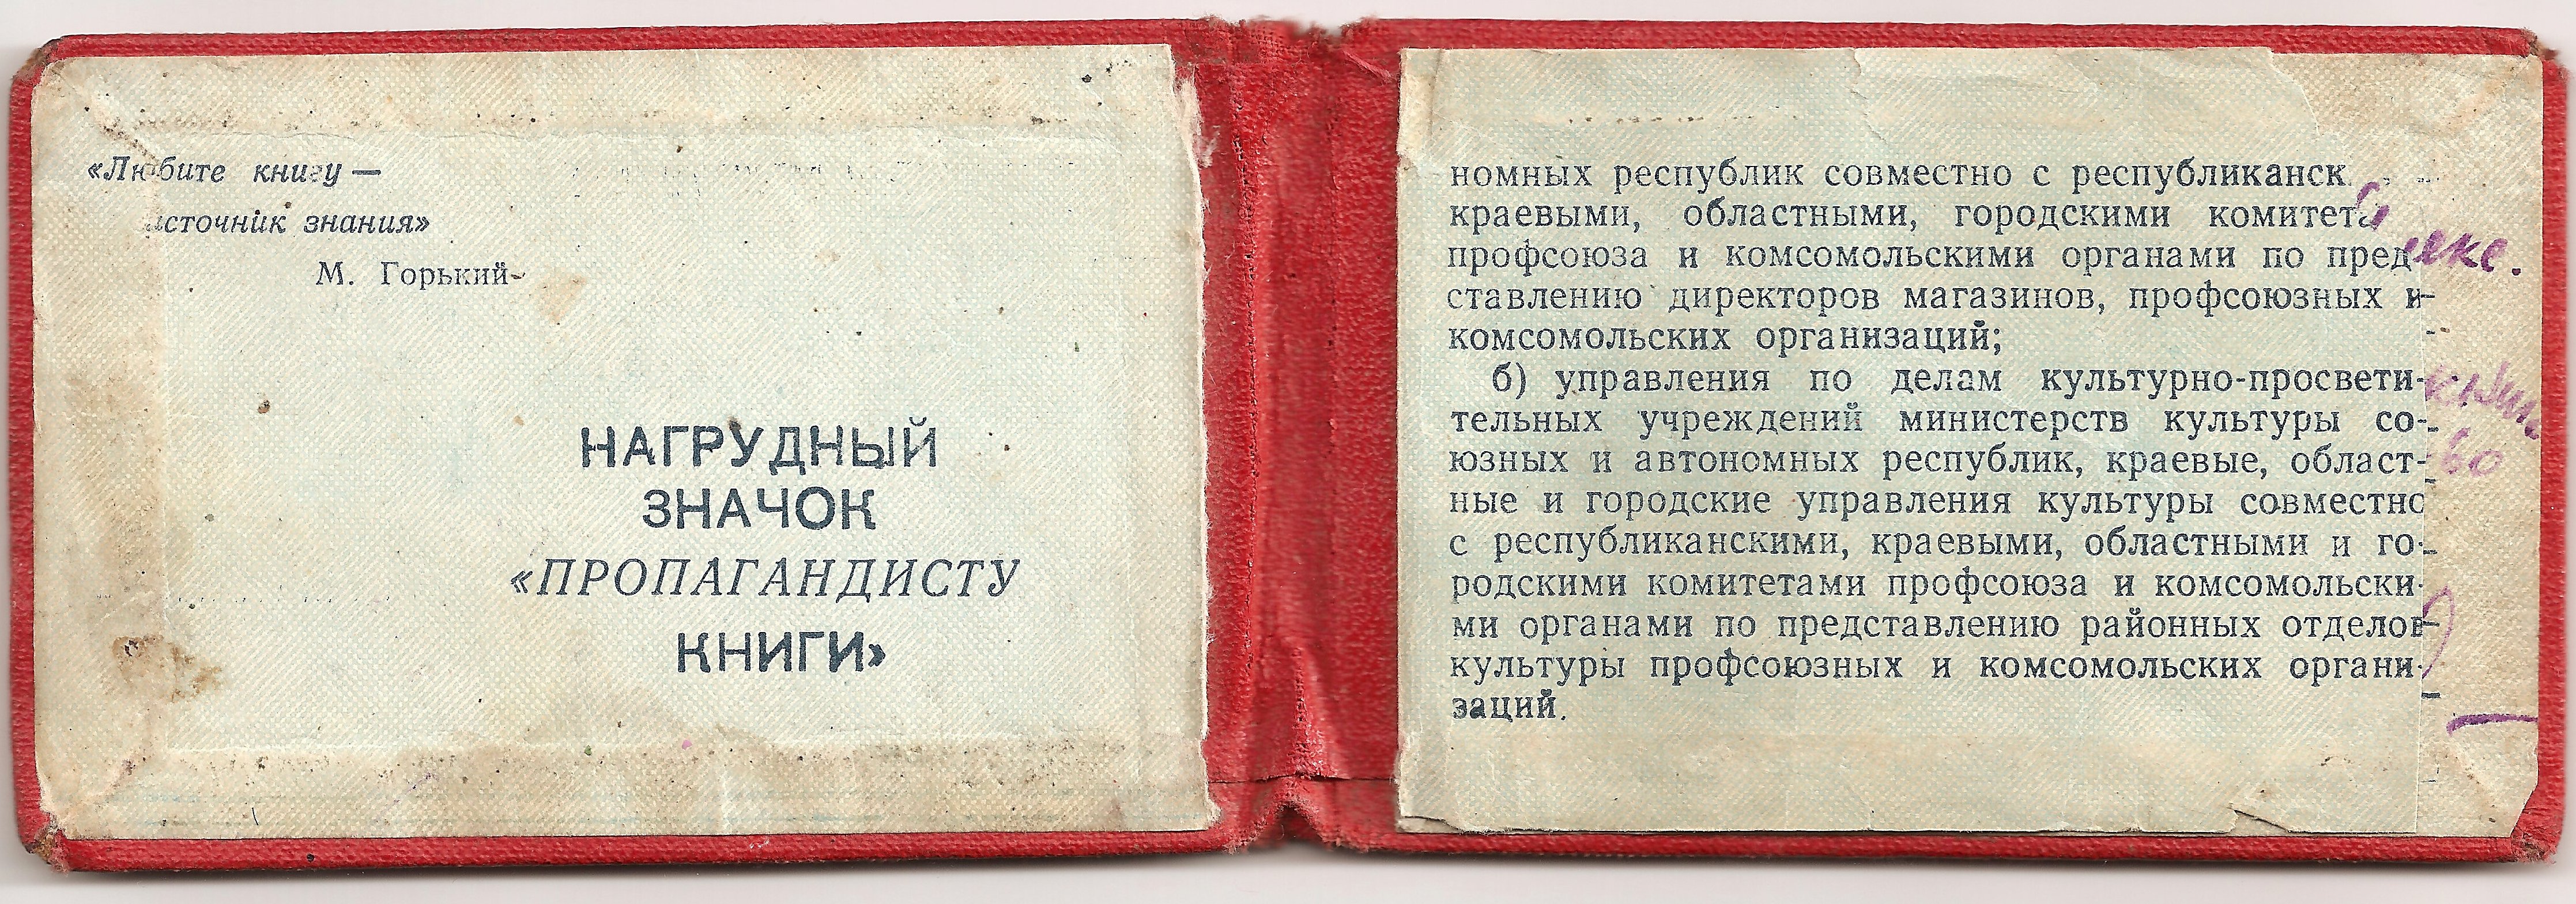 «Любите книгу —
источник знания»
М. Горький
НАГРУДНЫЙ
ЗНАЧОК
«ПРОПАГАНДИСТУ
КНИГИ»
номных республик совместно с республиканск
краевыми, областными, городскими комитета
профсоюза и комсомольскими органами по пред-
ставлению директоров магазинов, профсоюзных и
комсомольских организаций;
б) управления по делам культурно-просвети-
тельных учреждений министерств культуры со-
юзных и автономных республик, краевые, област-
ные и городские управления культуры совместно
с республиканскими, краевыми, областными и го-
родскими комитетами профсоюза и комсомольски-
ми органами по представлению районных отделов
культуры профсоюзных и комсомольских органи-
заций.